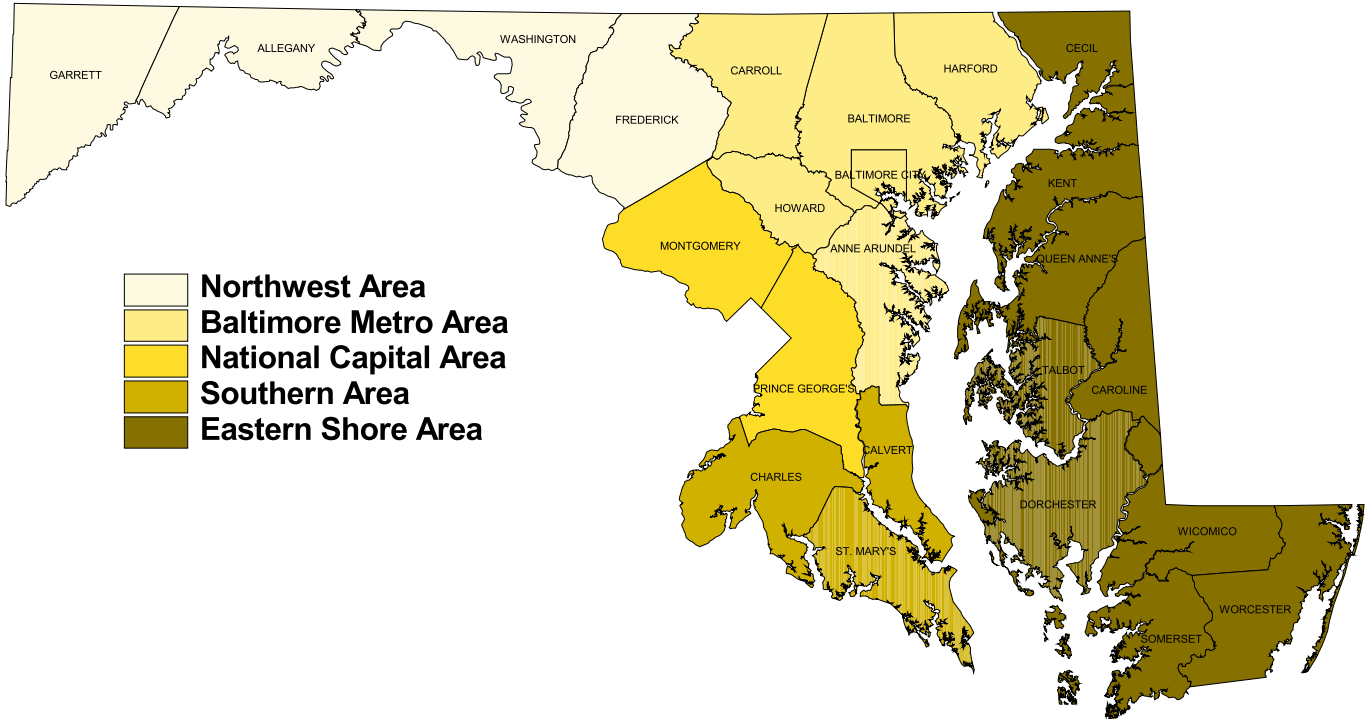 GARRETT
ALLEGANY
WASHINGTON
FREDERICK
CARROLL
BALTIMORE
HARFORD
CECIL
BALTIMORE CITY
KENT
HOWARD
MONTGOMERY
ANNE ARUNDEL
QUEEN ANNE'S
PRINCE GEORGE'S
TALBOT
CAROLINE
CALVERT
CHARLES
DORCHESTER
ST. MARY'S
WICOMICO
WORCESTER
SOMERSET
Northwest Area
Baltimore Metro Area
National Capital Area
Southern Area
Eastern Shore Area